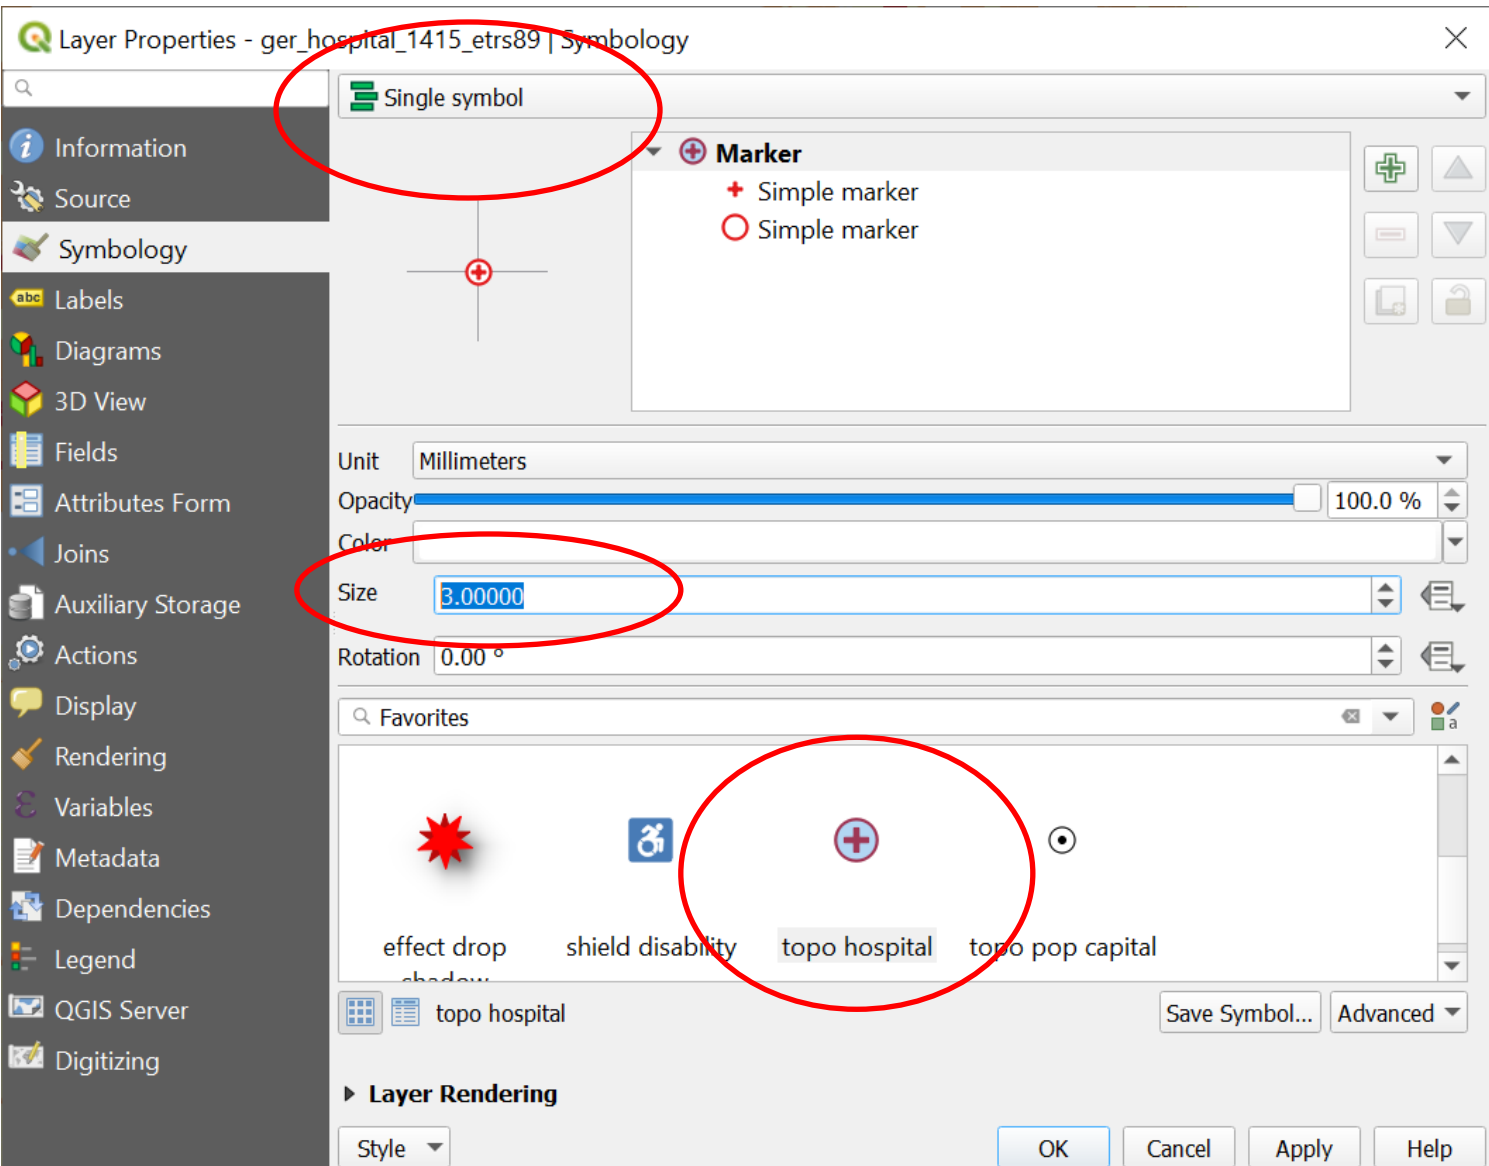 Layer Properties - ger_hospital_1415_etrs89 | Symbology
Single symbol
Information
Source
Symbology
Labels
Diagrams
3D View
Fields
Attributes Form
Joins
Auxiliary Storage
Actions
Display
Rendering
Variables
Metadata
Dependencies
Legend
QGIS Server
Digitizing
Marker
Simple marker
Simple marker
Unit Millimeters
Opacity 100.0 %
Color
Size 3.00000
Rotation 0.00 °
Favorites
effect drop shadow
shield disability
topo hospital
topo pop capital
topo hospital
Save Symbol... Advanced
Layer Rendering
Style OK Cancel Apply Help
abc
a